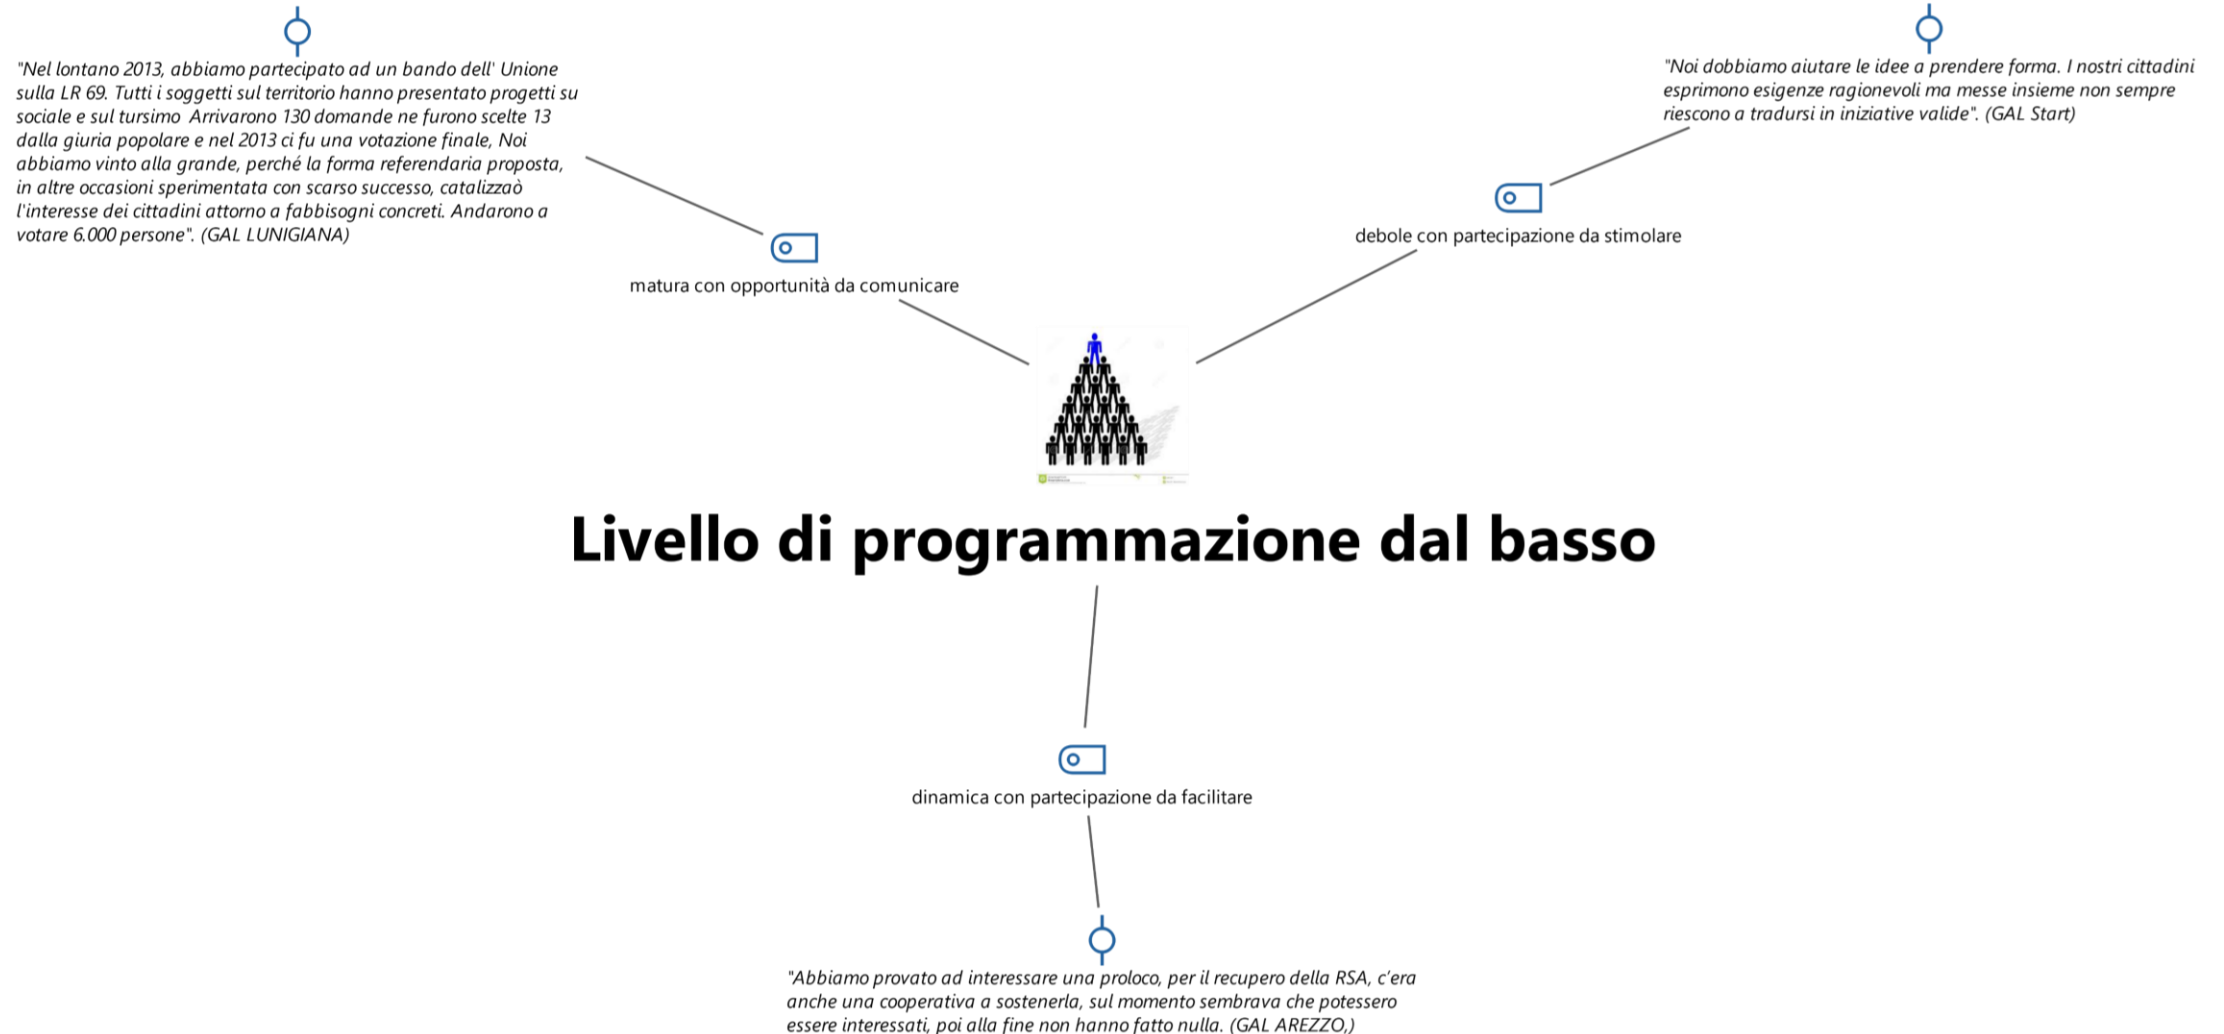 "Nel lontano 2013, abbiamo partecipato ad un bando dell' Unione
sulla LR 69. Tutti i soggetti sul territorio hanno presentato progetti su
sociale e sul tursimo  Arrivarono 130 domande ne furono scelte 13
dalla giuria popolare e nel 2013 ci fu una votazione finale, Noi
abbiamo vinto alla grande, perché la forma referendaria proposta,
in altre occasioni sperimentata con scarso successo, catalizzaò
l'interesse dei cittadini attorno a fabbisogni concreti. Andarono a
votare 6.000 persone". (GAL LUNIGIANA)
"Noi dobbiamo aiutare le idee a prendere forma. I nostri cittadini
esprimono esigenze ragionevoli ma messe insieme non sempre
riescono a tradursi in iniziative valide". (GAL Start)
debole con partecipazione da stimolare
matura con opportunità da comunicare
Livello di programmazione dal basso
dinamica con partecipazione da facilitare
"Abbiamo provato ad interessare una proloco, per il recupero della RSA, c'era
anche una cooperativa a sostenerla, sul momento sembrava che potessero
essere interessati, poi alla fine non hanno fatto nulla. (GAL AREZZO,)